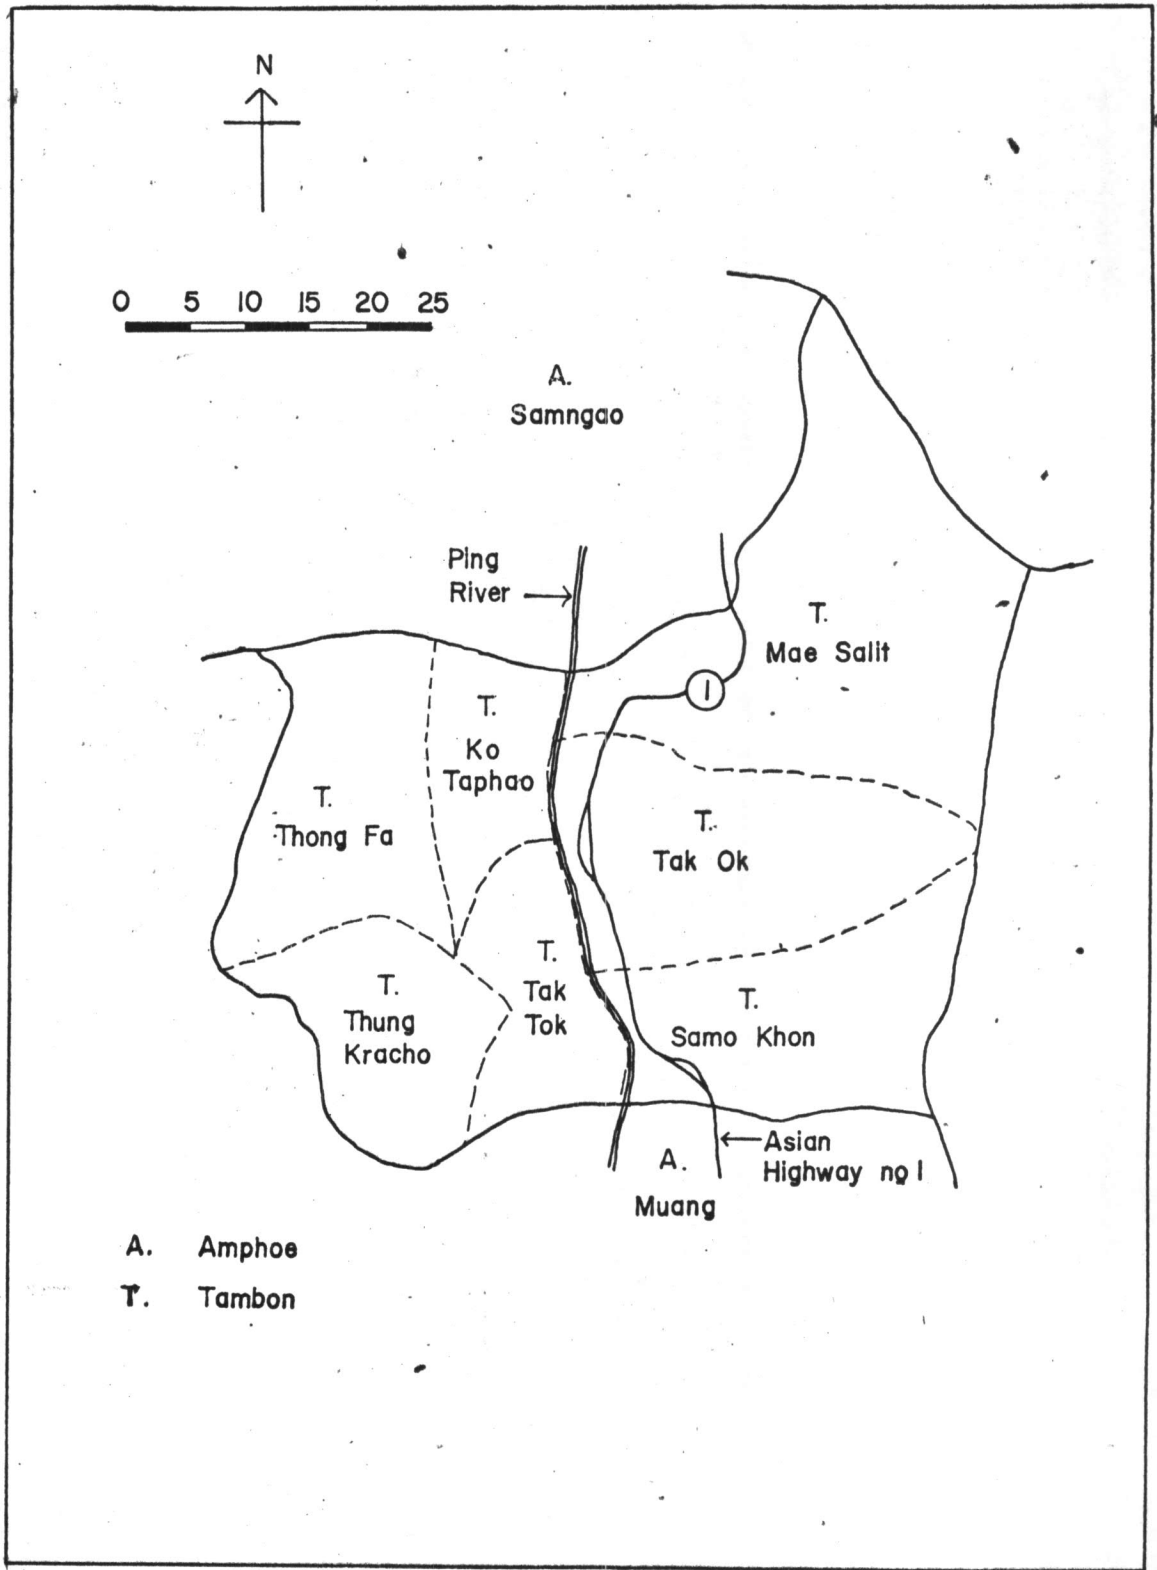 N
0 5 10 15 20 25
A.
Samngao
Ping
River
T.
Mae Salit
1
T.
Ko
Taphao
T.
Thong Fa
T.
Tak Ok
T.
Tak
Tok
T.
Thung
Kracho
T.
Samo Khon
Asian
Highway no 1
A.
Muang
A. Amphoe
T. Tambon